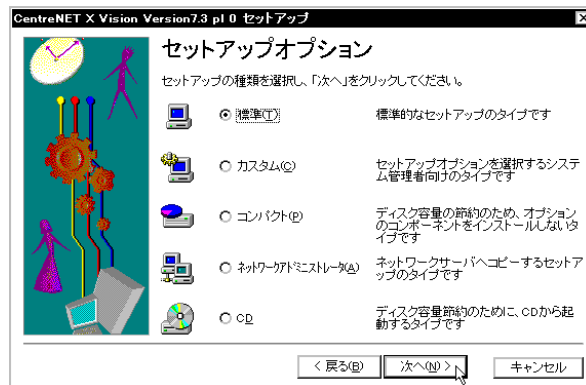 CentreNET X Vision Version7.3 pl 0 セットアップ
セットアップオプション
セットアップの種類を選択し、「次へ」をクリックしてください。
標準(T)
標準的なセットアップのタイプです
カスタム(C)
セットアップオプションを選択するシステ
ム管理者向けのタイプです
コンパクト(P)
ディスク容量の節約のため、オプション
のコンポーネントをインストールしないタ
イプです
ネットワークアドミニストレータ(A)
ネットワークサーバへコピーするセットア
ップのタイプです
CD
ディスク容量節約のために、CDから起
動するタイプです
< 戻る(B)
次へ(N) >
キャンセル